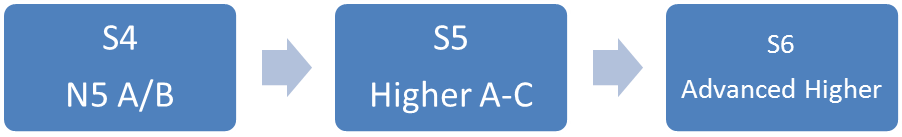 S4
N5 A/B
S5
Higher A-C
S6
Advanced Higher